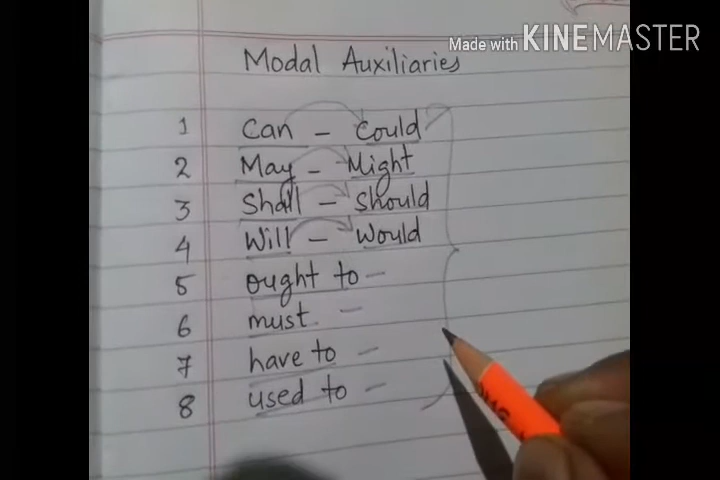 Made with KINEMASTER
Modal Auxiliaries
1 Can - Could
2 May - Might
3 Shall - Should
4 Will - Would
5 ought to -
6 must -
7 have to -
8 used to -